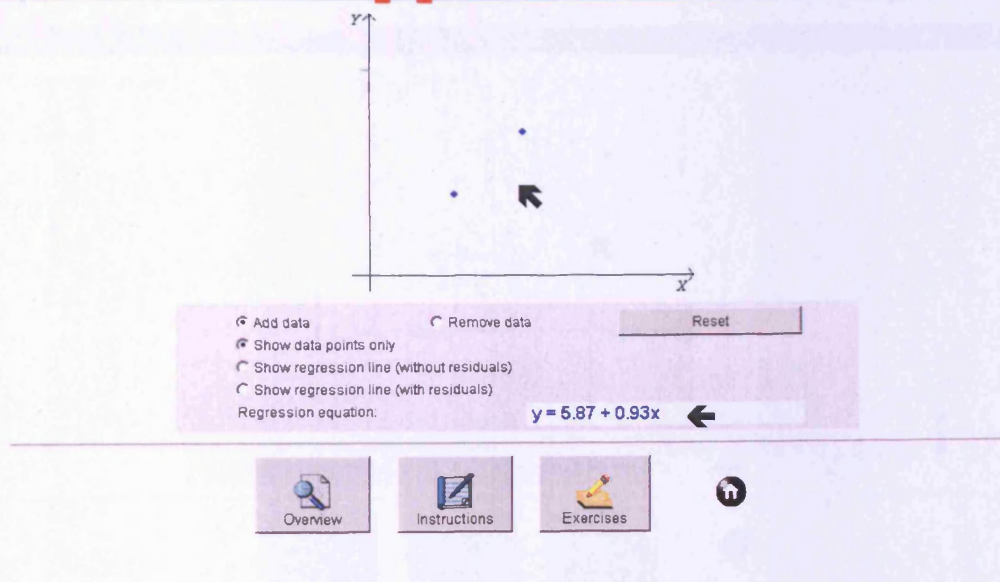 Y
X
Add data Remove data Reset
Show data points only
Show regression line (without residuals)
Show regression line (with residuals)
Regression equation: y = 5.87 + 0.93x
Overview Instructions Exercises